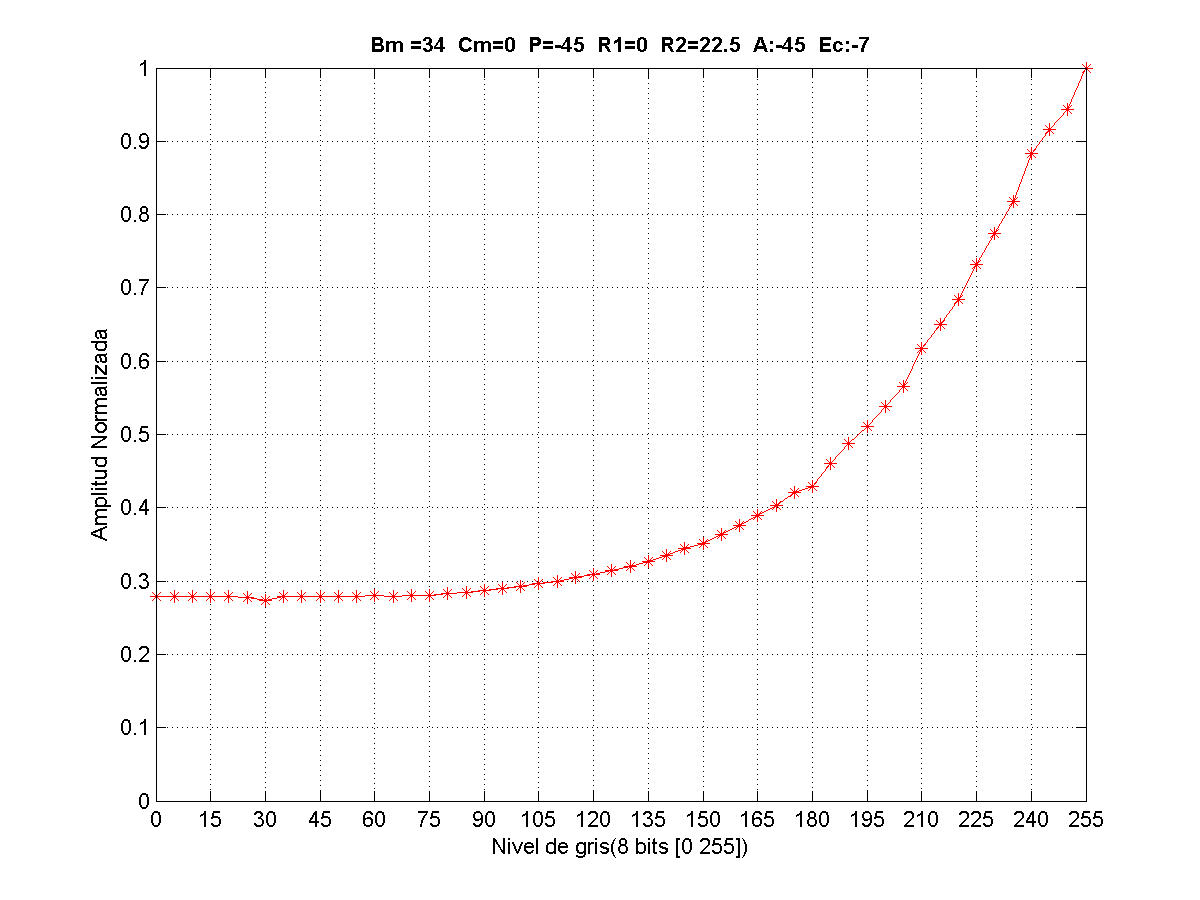 Bm =34 Cm=0 P=-45 R1=0 R2=22.5 A:-45 Ec:-7
1
0.9
0.8
0.7
0.6
0.5
0.4
0.3
0.2
0.1
0
Amplitud Normalizada
0 15 30 45 60 75 90 105 120 135 150 165 180 195 210 225 240 255
Nivel de gris(8 bits [0 255])